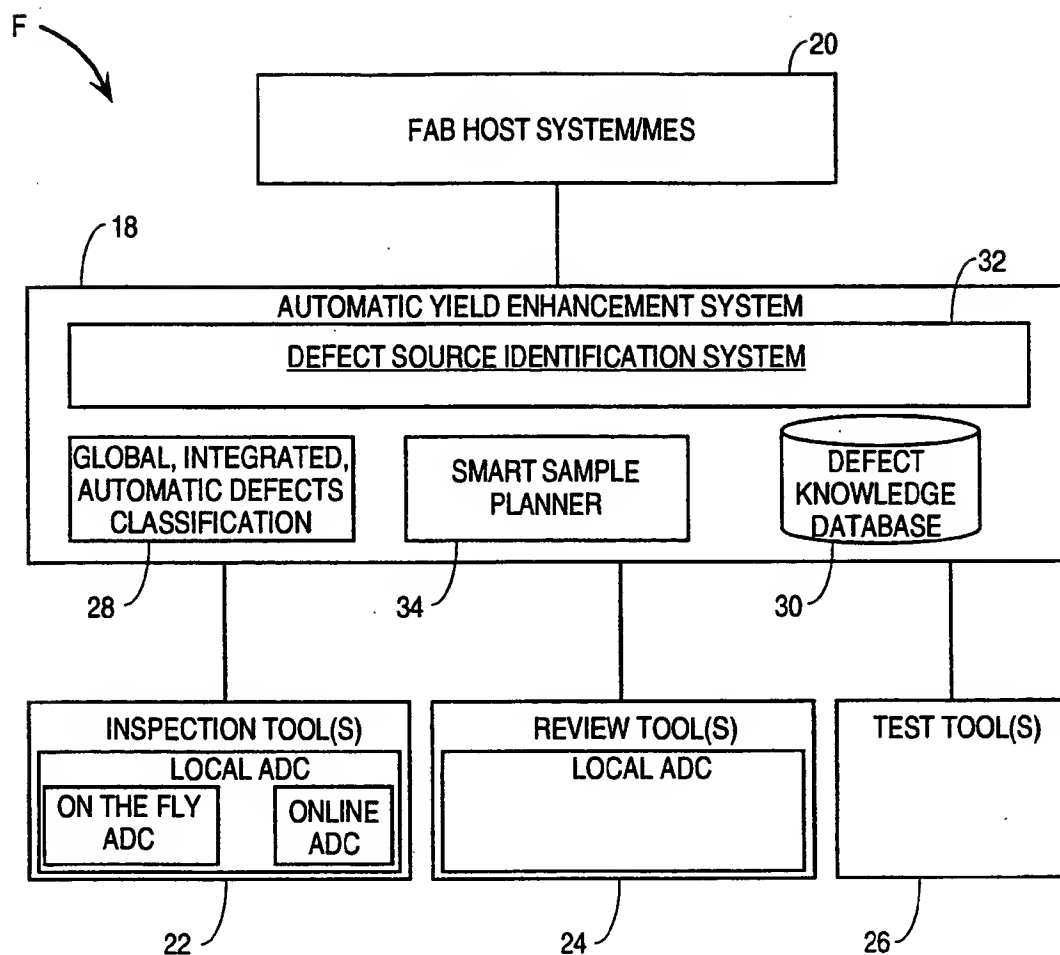 F
20
FAB HOST SYSTEM/MES
18
32
AUTOMATIC YIELD ENHANCEMENT SYSTEM
DEFECT SOURCE IDENTIFICATION SYSTEM
GLOBAL, INTEGRATED,
AUTOMATIC DEFECTS
CLASSIFICATION
SMART SAMPLE
PLANNER
DEFECT
KNOWLEDGE
DATABASE
28
34
30
INSPECTION TOOL(S)
LOCAL ADC
ON THE FLY
ADC
ONLINE
ADC
REVIEW TOOL(S)
LOCAL ADC
TEST TOOL(S)
22
24
26